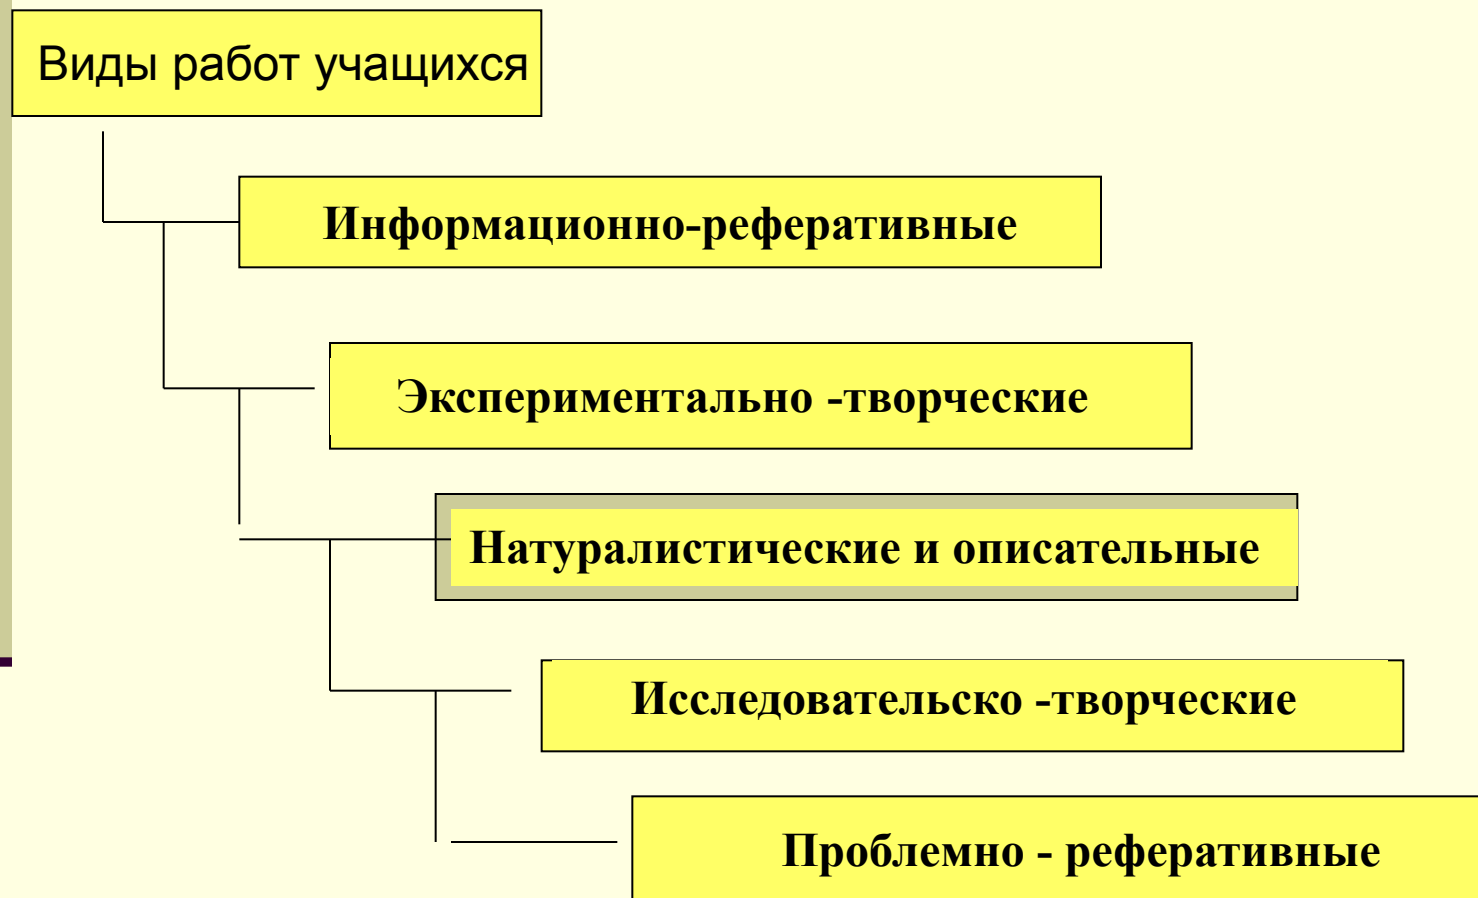 Виды работ учащихся
Информационно-реферативные
Экспериментально -творческие
Натуралистические и описательные
Исследовательско -творческие
Проблемно - реферативные